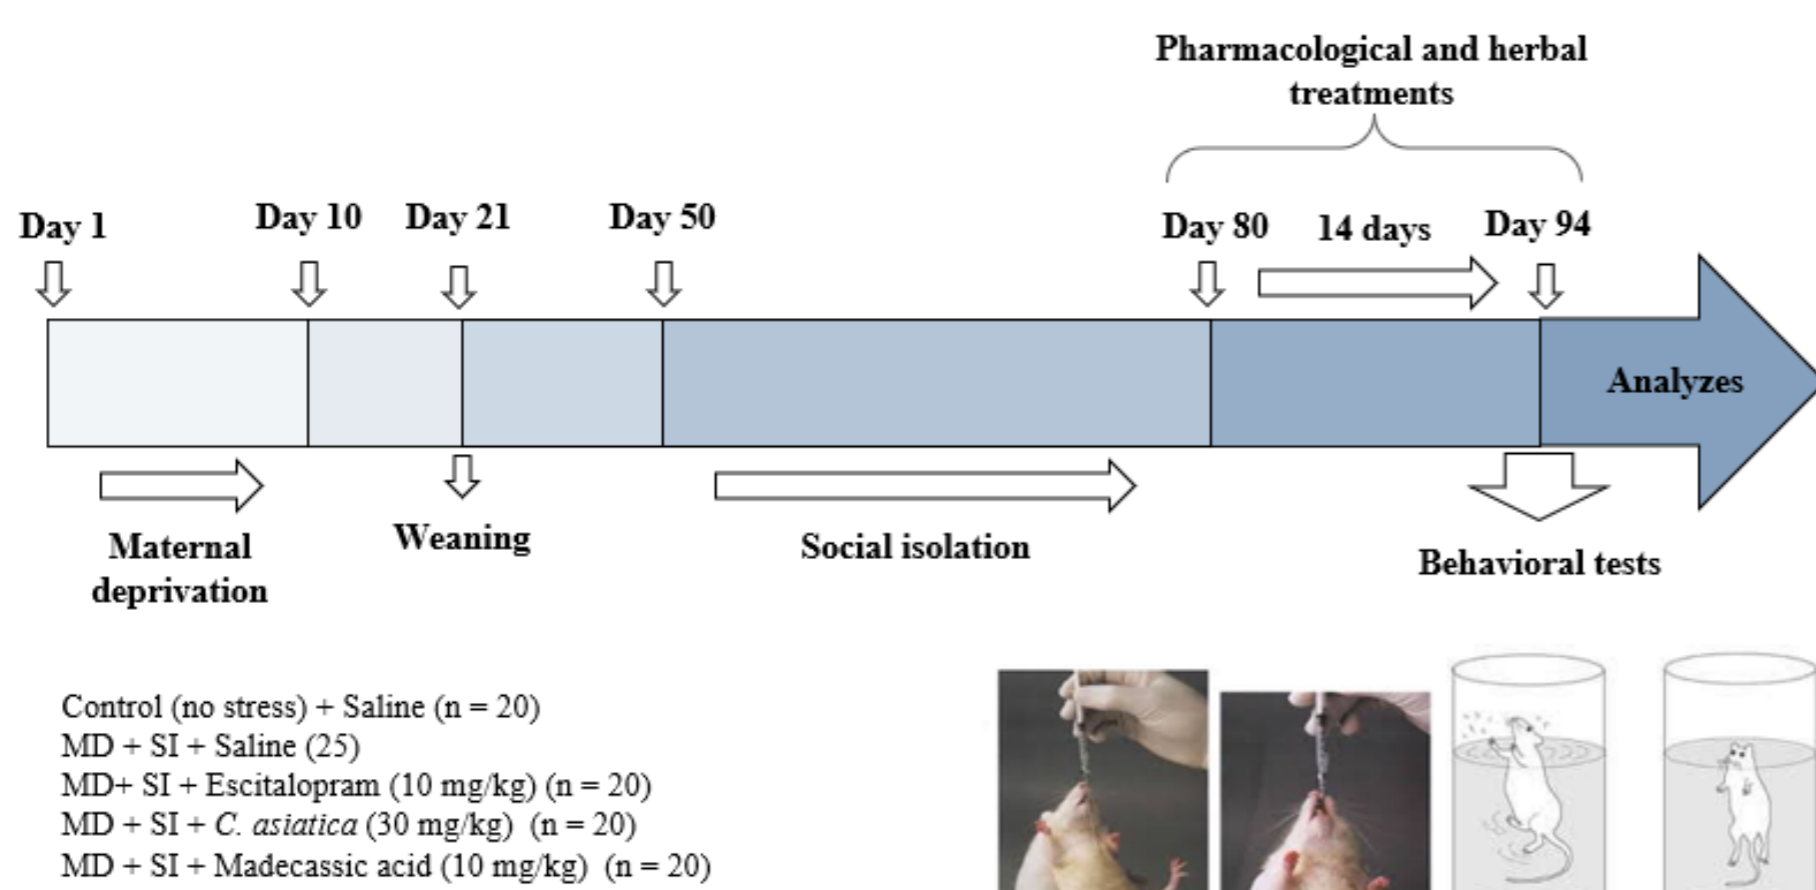 Pharmacological and herbal
treatments
Day 1
Day 10
Day 21
Day 50
Day 80
14 days
Day 94
Analyzes
Maternal
deprivation
Weaning
Social isolation
Behavioral tests
Control (no stress) + Saline (n = 20)
MD + SI + Saline (25)
MD+ SI + Escitalopram (10 mg/kg) (n = 20)
MD + SI + C. asiatica (30 mg/kg) (n = 20)
MD + SI + Madecassic acid (10 mg/kg) (n = 20)